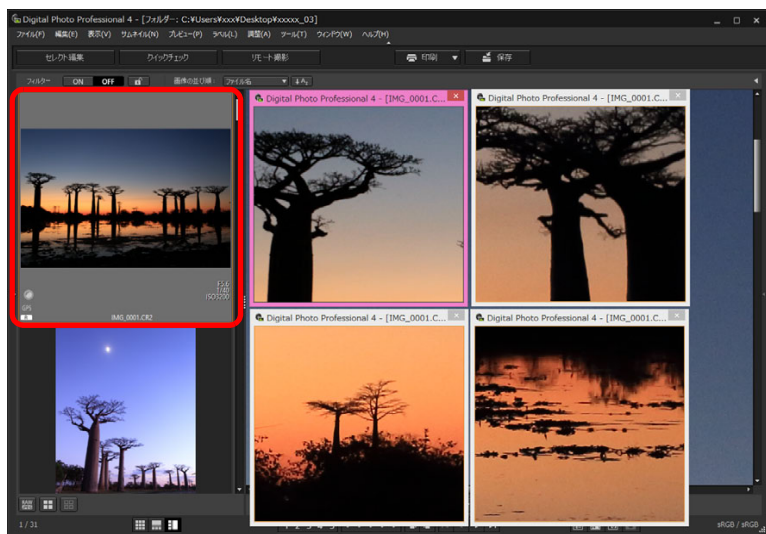 Digital Photo Professional 4 - [フォルダー: C:¥Users¥xxx¥Desktop¥xxxxx_03]
ファイル(F) 編集(E) 表示(V) サムネイル(N) プレビュー(P) ラベル(L) 調整(A) ツール(T) ウィンドウ(W) ヘルプ(H)
セレクト編集 クイックチェック リモート撮影 印刷 保存
フィルター ON OFF 画像の並び順: ファイル名
Digital Photo Professional 4 - [IMG_0001.C...
Digital Photo Professional 4 - [IMG_0001.C...
F5.6
1/40
ISO3200
GPS
IMG_0001.CR2
Digital Photo Professional 4 - [IMG_0001.C...
Digital Photo Professional 4 - [IMG_0001.C...
1 / 31
sRGB / sRGB